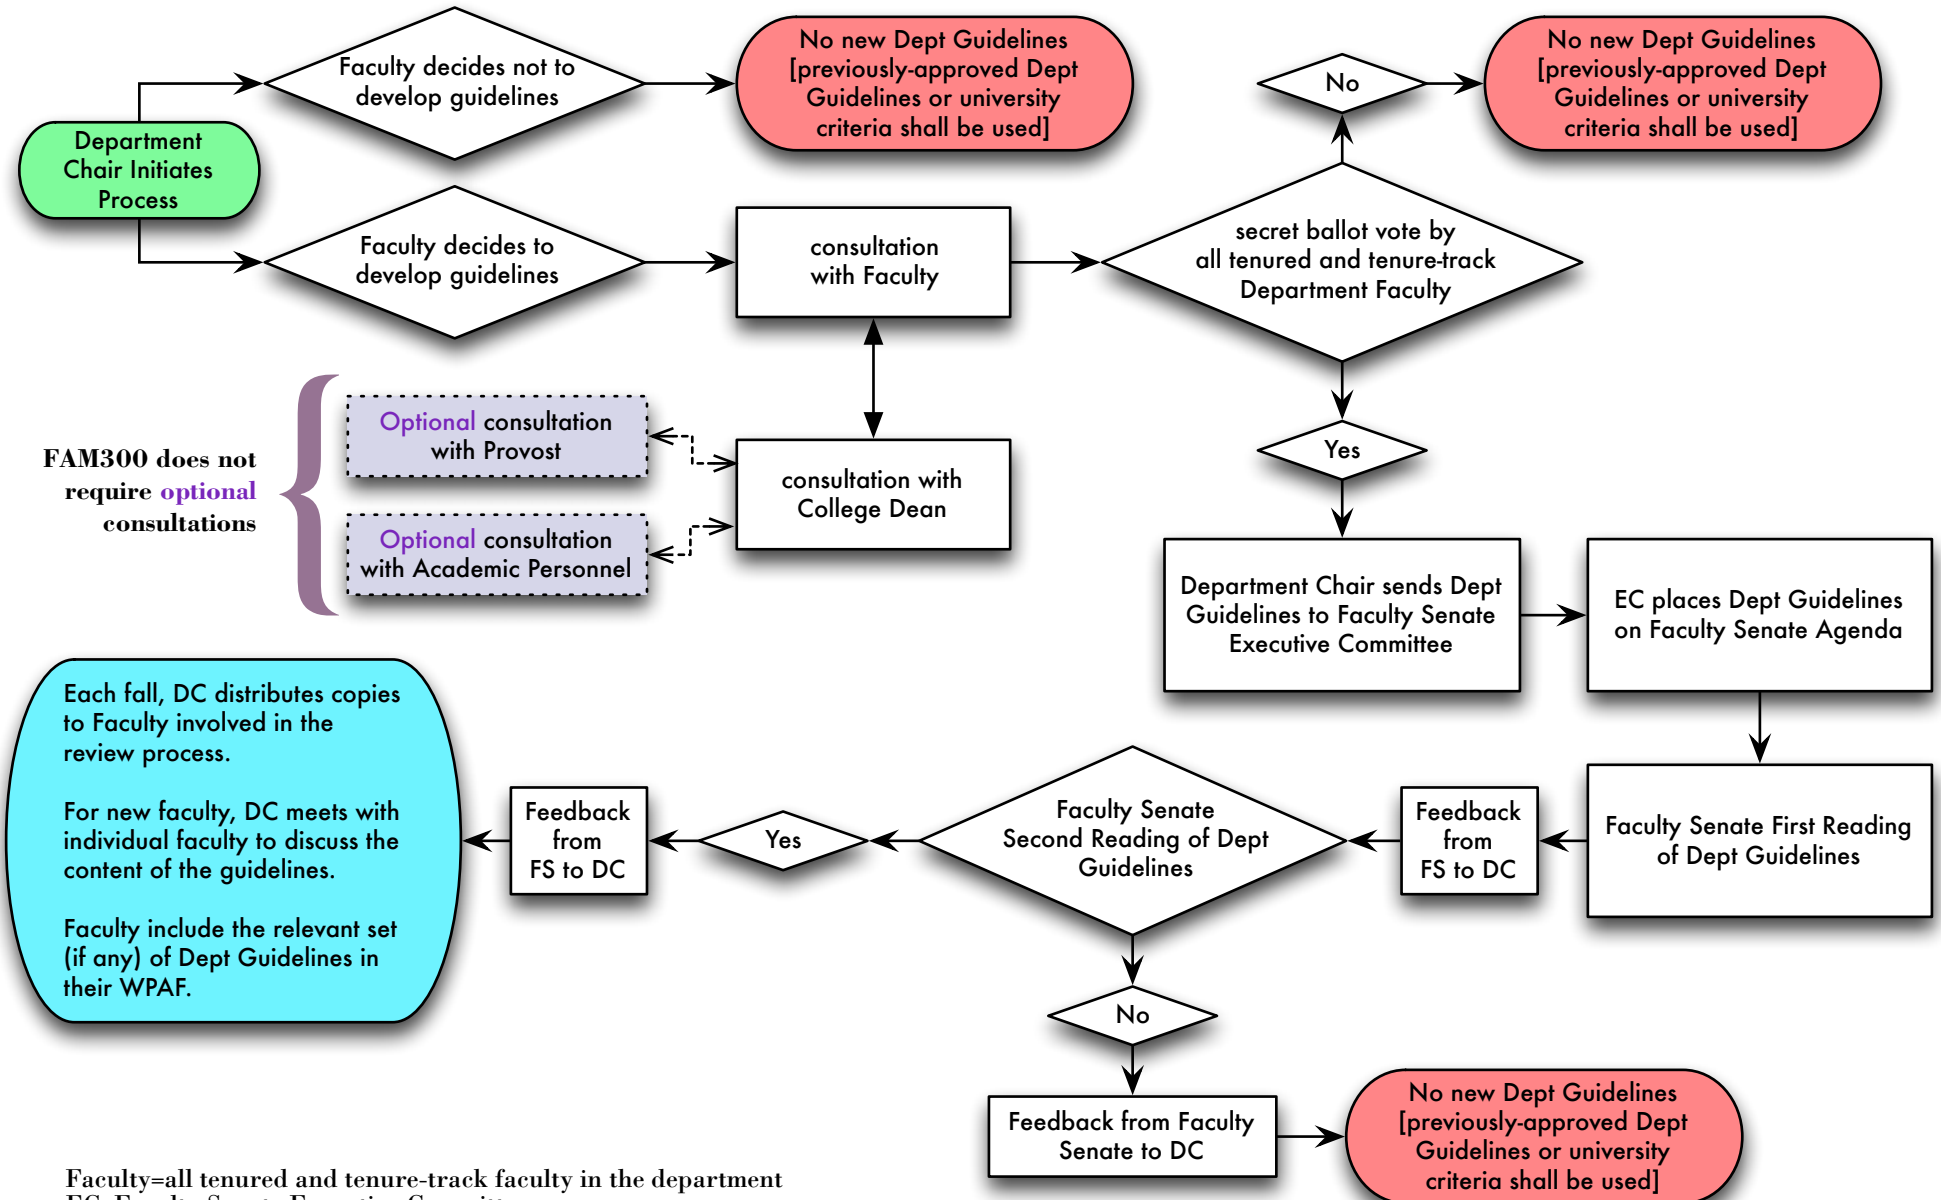 Faculty decides not to
develop guidelines
No new Dept Guidelines
[previously-approved Dept
Guidelines or university
criteria shall be used]
No
No new Dept Guidelines
[previously-approved Dept
Guidelines or university
criteria shall be used]
Department
Chair Initiates
Process
Faculty decides to
develop guidelines
consultation
with Faculty
secret ballot vote by
all tenured and tenure-track
Department Faculty
FAM300 does not
require optional
consultations
Optional consultation
with Provost
Optional consultation
with Academic Personnel
consultation with
College Dean
Yes
Department Chair sends Dept
Guidelines to Faculty Senate
Executive Committee
EC places Dept Guidelines
on Faculty Senate Agenda
Faculty Senate First Reading
of Dept Guidelines
Feedback
from
FS to DC
Faculty Senate
Second Reading of Dept
Guidelines
Yes
Feedback
from
FS to DC
Each fall, DC distributes copies
to Faculty involved in the
review process.
For new faculty, DC meets with
individual faculty to discuss the
content of the guidelines.
Faculty include the relevant set
(if any) of Dept Guidelines in
their WPAF.
No
Feedback from Faculty
Senate to DC
No new Dept Guidelines
[previously-approved Dept
Guidelines or university
criteria shall be used]
Faculty=all tenured and tenure-track faculty in the department